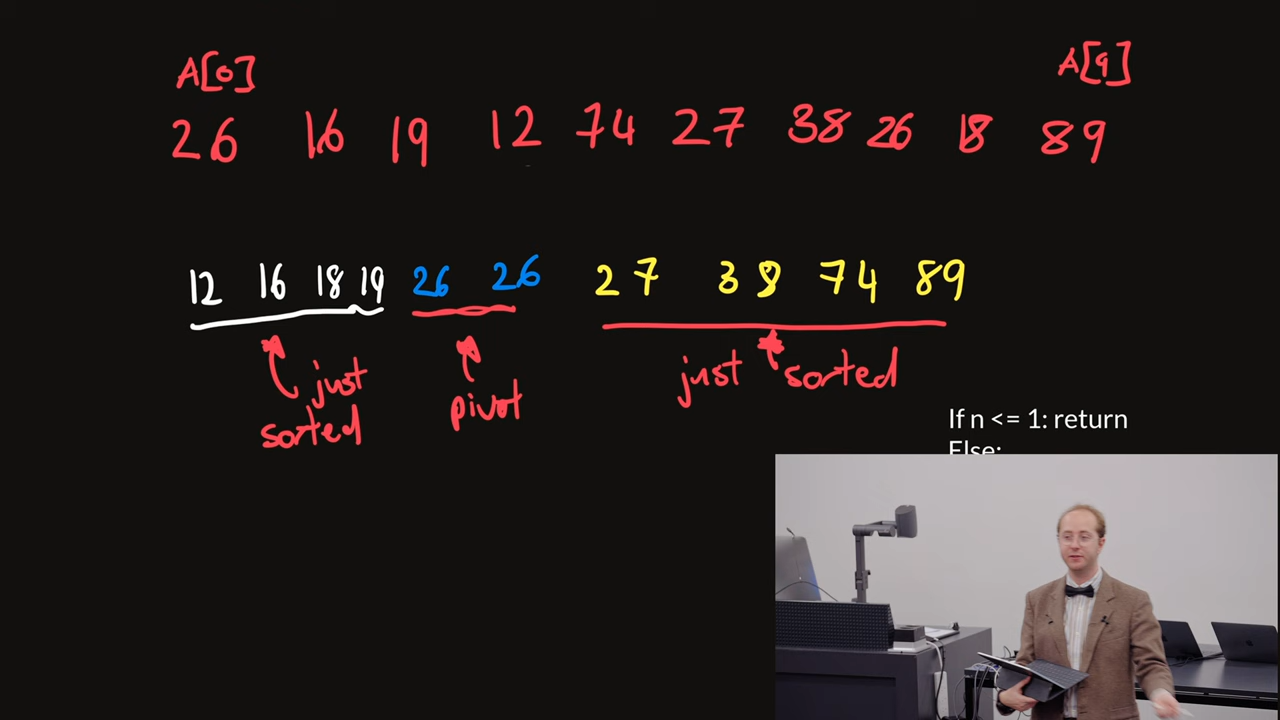 A[0] A[9]
26 16 19 12 74 27 38 26 18 89
12 16 18 19 26 26 27 38 74 89
just sorted
pivot
just sorted
If n <= 1: return
Else: